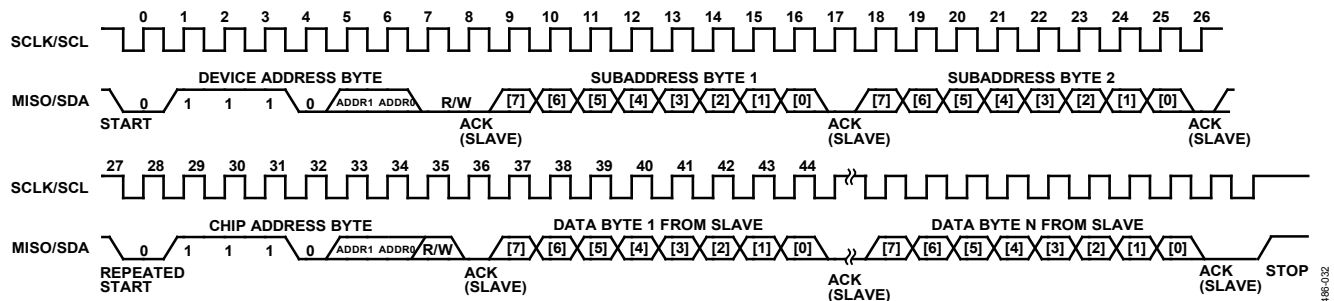 0 1 2 3 4 5 6 7 8 9 10 11 12 13 14 15 16 17 18 19 20 21 22 23 24 25 26
SCLK/SCL
DEVICE ADDRESS BYTE SUBADDRESS BYTE 1 SUBADDRESS BYTE 2
MISO/SDA 0 1 1 1 0 ADDR1 ADDR0 R/W [7] [6] [5] [4] [3] [2] [1] [0] [7] [6] [5] [4] [3] [2] [1] [0]
START ACK (SLAVE) ACK (SLAVE) ACK (SLAVE)
27 28 29 30 31 32 33 34 35 36 37 38 39 40 41 42 43 44
SCLK/SCL
CHIP ADDRESS BYTE DATA BYTE 1 FROM SLAVE DATA BYTE N FROM SLAVE
MISO/SDA 0 1 1 1 0 ADDR1 ADDR0 R/W [7] [6] [5] [4] [3] [2] [1] [0] [7] [6] [5] [4] [3] [2] [1] [0]
REPEATED START ACK (SLAVE) ACK (SLAVE) ACK (SLAVE) STOP